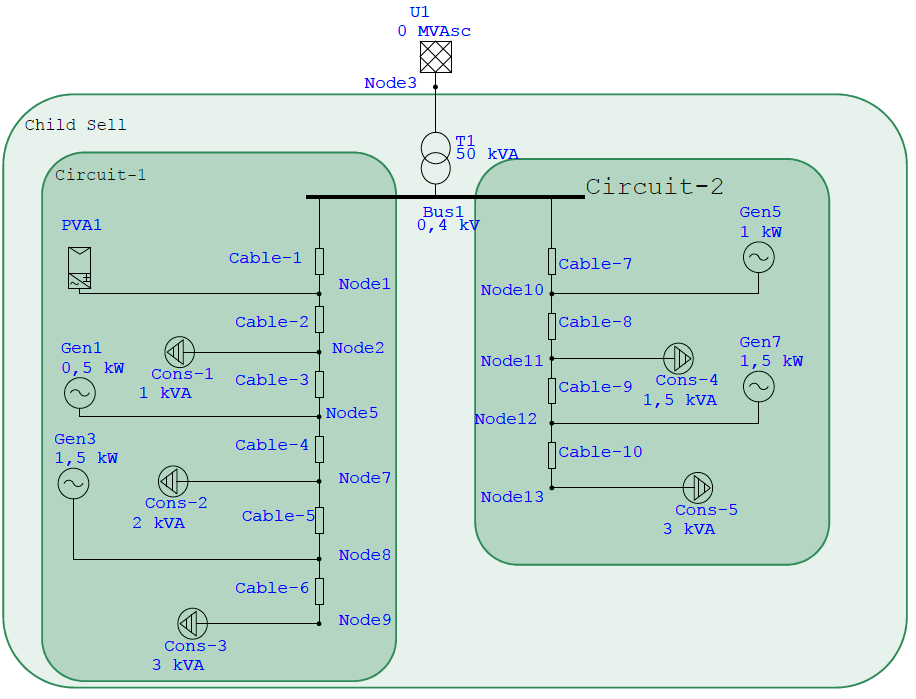 U1
0 MVAsc
Node3
Child Sell
T1
50 kVA
Circuit-1
Circuit-2
Bus1
0,4 kV
PVA1
Cable-1
Node1
Cable-2
Node2
Cons-1
1 kVA
Gen1
0,5 kW
Cable-3
Node5
Gen3
1,5 kW
Cable-4
Node7
Cons-2
2 kVA
Cable-5
Node8
Cable-6
Node9
Cons-3
3 kVA
Gen5
1 kW
Cable-7
Node10
Cable-8
Node11
Cons-4
1,5 kVA
Gen7
1,5 kW
Cable-9
Node12
Cable-10
Node13
Cons-5
3 kVA